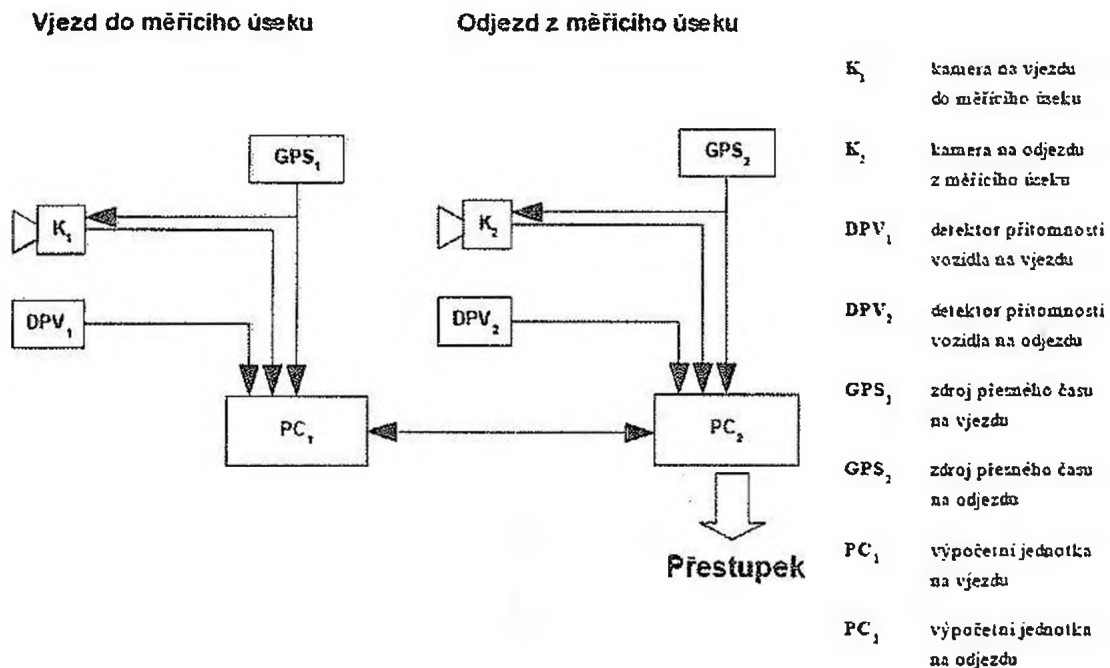 Vjezd do měřicího úseku
Odjezd z měřicího úseku
GPS1
K1
DPV1
PC1
GPS2
K2
DPV2
PC2
Přestupek
K1 kamera na vjezdu
do měřicího úseku
K2 kamera na odjezdu
z měřicího úseku
DPV1 detektor přítomnosti
vozidla na vjezdu
DPV2 detektor přítomnosti
vozidla na odjezdu
GPS1 zdroj přesného času
na vjezdu
GPS2 zdroj přesného času
na odjezdu
PC1 výpočetní jednotka
na vjezdu
PC1 výpočetní jednotka
na odjezdu